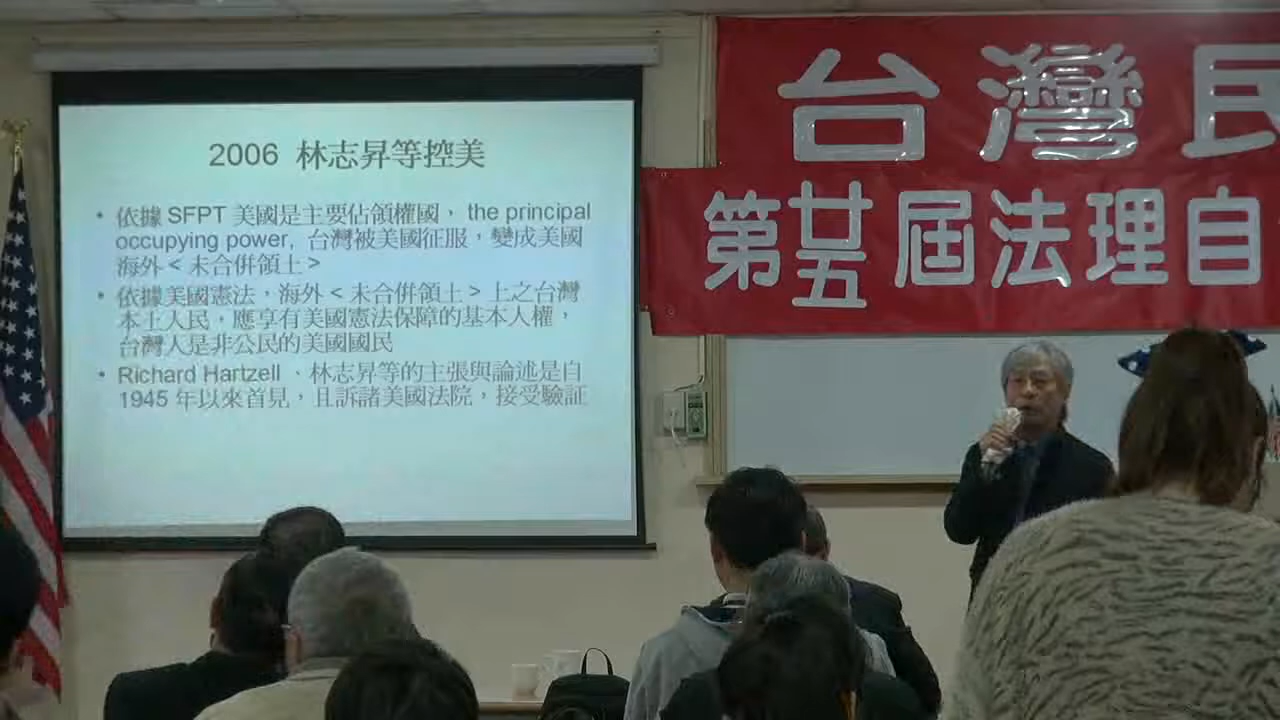 2006 林志昇等控美
• 依據 SFPT 美國是主要佔領權國， the principal
occupying power, 台灣被美國征服，變成美國
海外 < 未合併領土 >
• 依據美國憲法，海外 < 未合併領土 > 上之台灣
本土人民，應享有美國憲法保障的基本人權，
台灣人是非公民的美國國民
• Richard Hartzell 、林志昇等的主張與論述是自
1945 年以來首見，且訴諸美國法院，接受驗証
台灣民
第廿五屆法理自